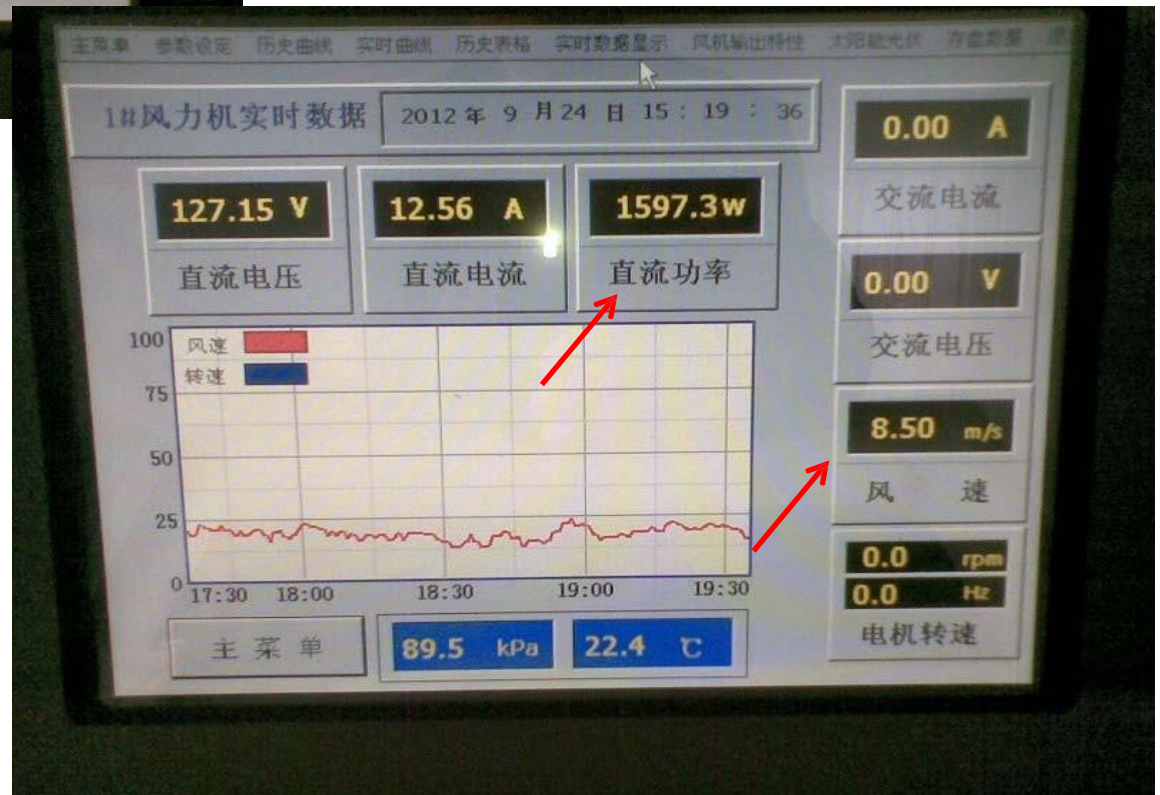 主菜单 参数设定 历史曲线 实时曲线 历史表格 实时数据显示 风机输出特性 太阳能光伏 存盘数据
1#风力机实时数据 2012 年 9 月 24 日 15 : 19 : 36
0.00 A
交流电流
127.15 V 12.56 A 1597.3w
直流电压 直流电流 直流功率
0.00 V
交流电压
100
风速
转速
75
50
25
0
17:30 18:00 18:30 19:00 19:30
8.50 m/s
风 速
0.0 rpm
0.0 Hz
电机转速
主 菜 单 89.5 kPa 22.4 ℃